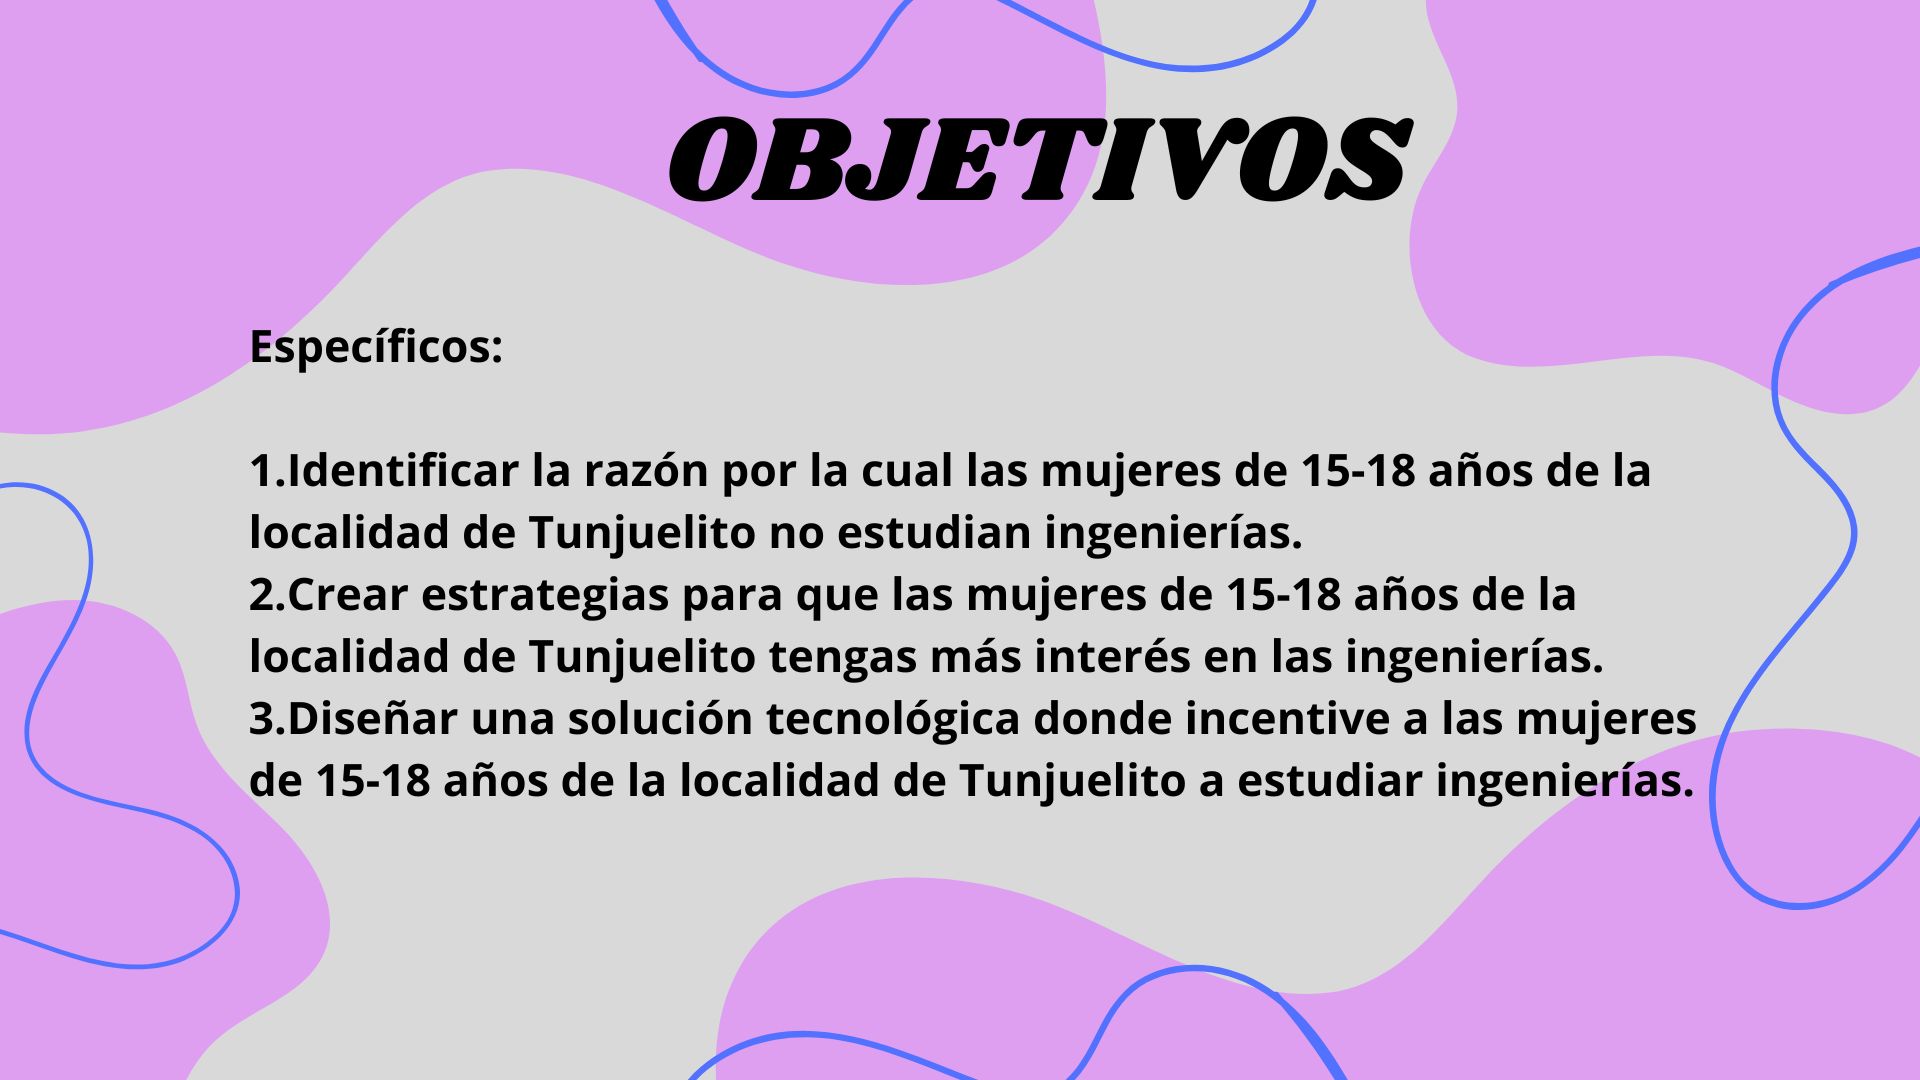 OBJETIVOS
Específicos:
1.Identificar la razón por la cual las mujeres de 15-18 años de la
localidad de Tunjuelito no estudian ingenierías.
2.Crear estrategias para que las mujeres de 15-18 años de la
localidad de Tunjuelito tengas más interés en las ingenierías.
3.Diseñar una solución tecnológica donde incentive a las mujeres
de 15-18 años de la localidad de Tunjuelito a estudiar ingenierías.